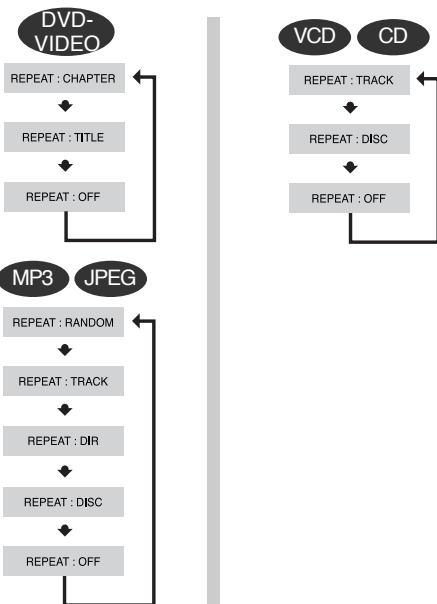 DVD-
VIDEO
REPEAT : CHAPTER
REPEAT : TITLE
REPEAT : OFF
MP3
JPEG
REPEAT : RANDOM
REPEAT : TRACK
REPEAT : DIR
REPEAT : DISC
REPEAT : OFF
VCD
CD
REPEAT : TRACK
REPEAT : DISC
REPEAT : OFF